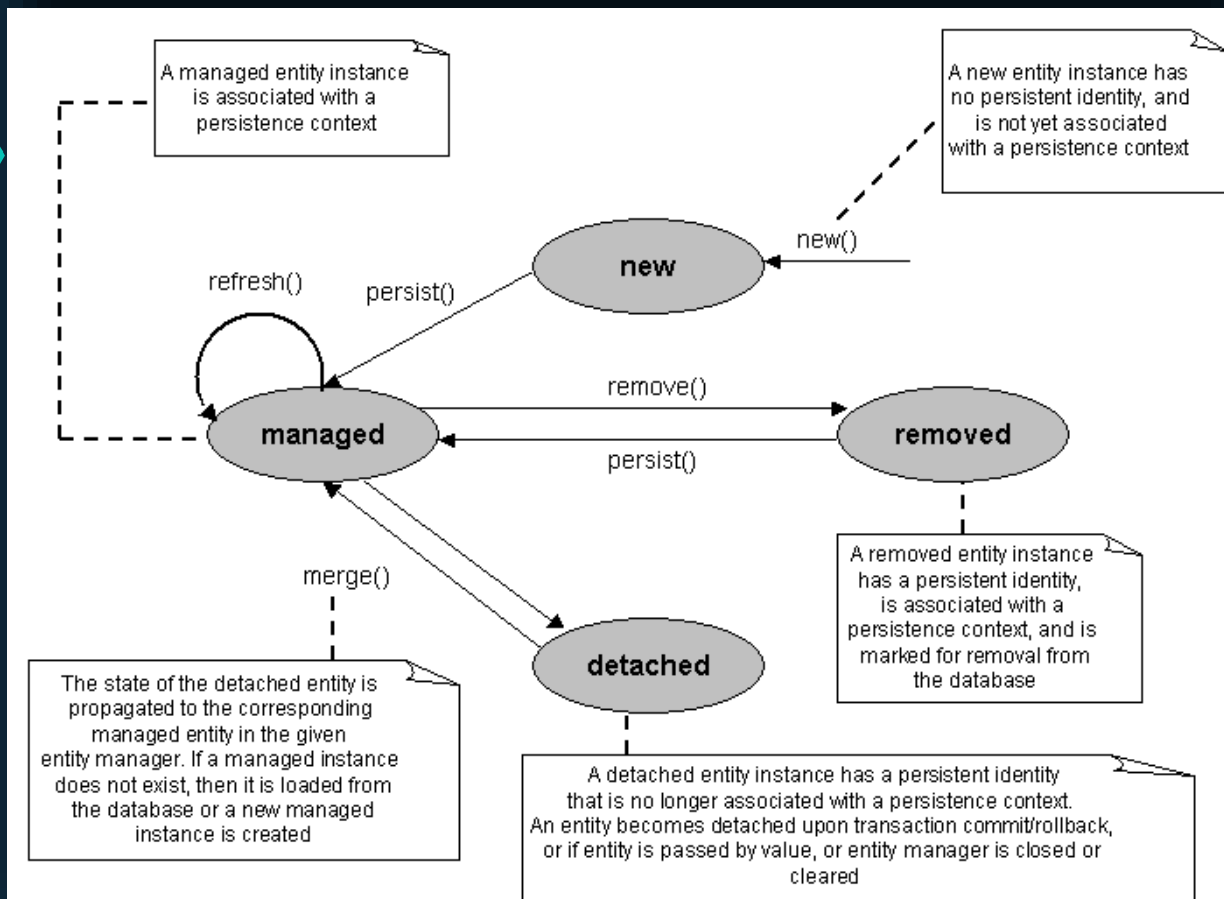 A managed entity instance
is associated with a
persistence context
A new entity instance has
no persistent identity, and
is not yet associated
with a persistence context
new()
new
refresh()
persist()
remove()
managed
removed
persist()
merge()
A removed entity instance
has a persistent identity,
is associated with a
persistence context, and is
marked for removal from
the database
detached
The state of the detached entity is
propagated to the corresponding
managed entity in the given
entity manager. If a managed instance
does not exist, then it is loaded from
the database or a new managed
instance is created
A detached entity instance has a persistent identity
that is no longer associated with a persistence context.
An entity becomes detached upon transaction commit/rollback,
or if entity is passed by value, or entity manager is closed or
cleared